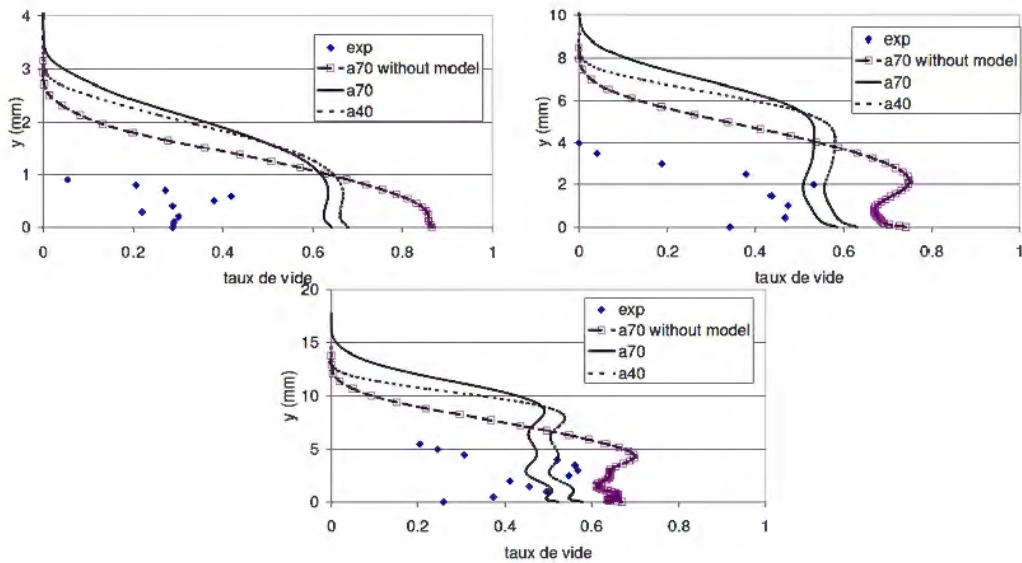 4
3
2
1
0
y (mm)
exp
a70 without model
a70
a40
0 0.2 0.4 0.6 0.8 1
taux de vide
10
8
6
4
2
0
y (mm)
exp
a70 without model
a70
a40
0 0.2 0.4 0.6 0.8 1
taux de vide
20
15
10
5
0
y (mm)
exp
a70 without model
a70
a40
0 0.2 0.4 0.6 0.8 1
taux de vide